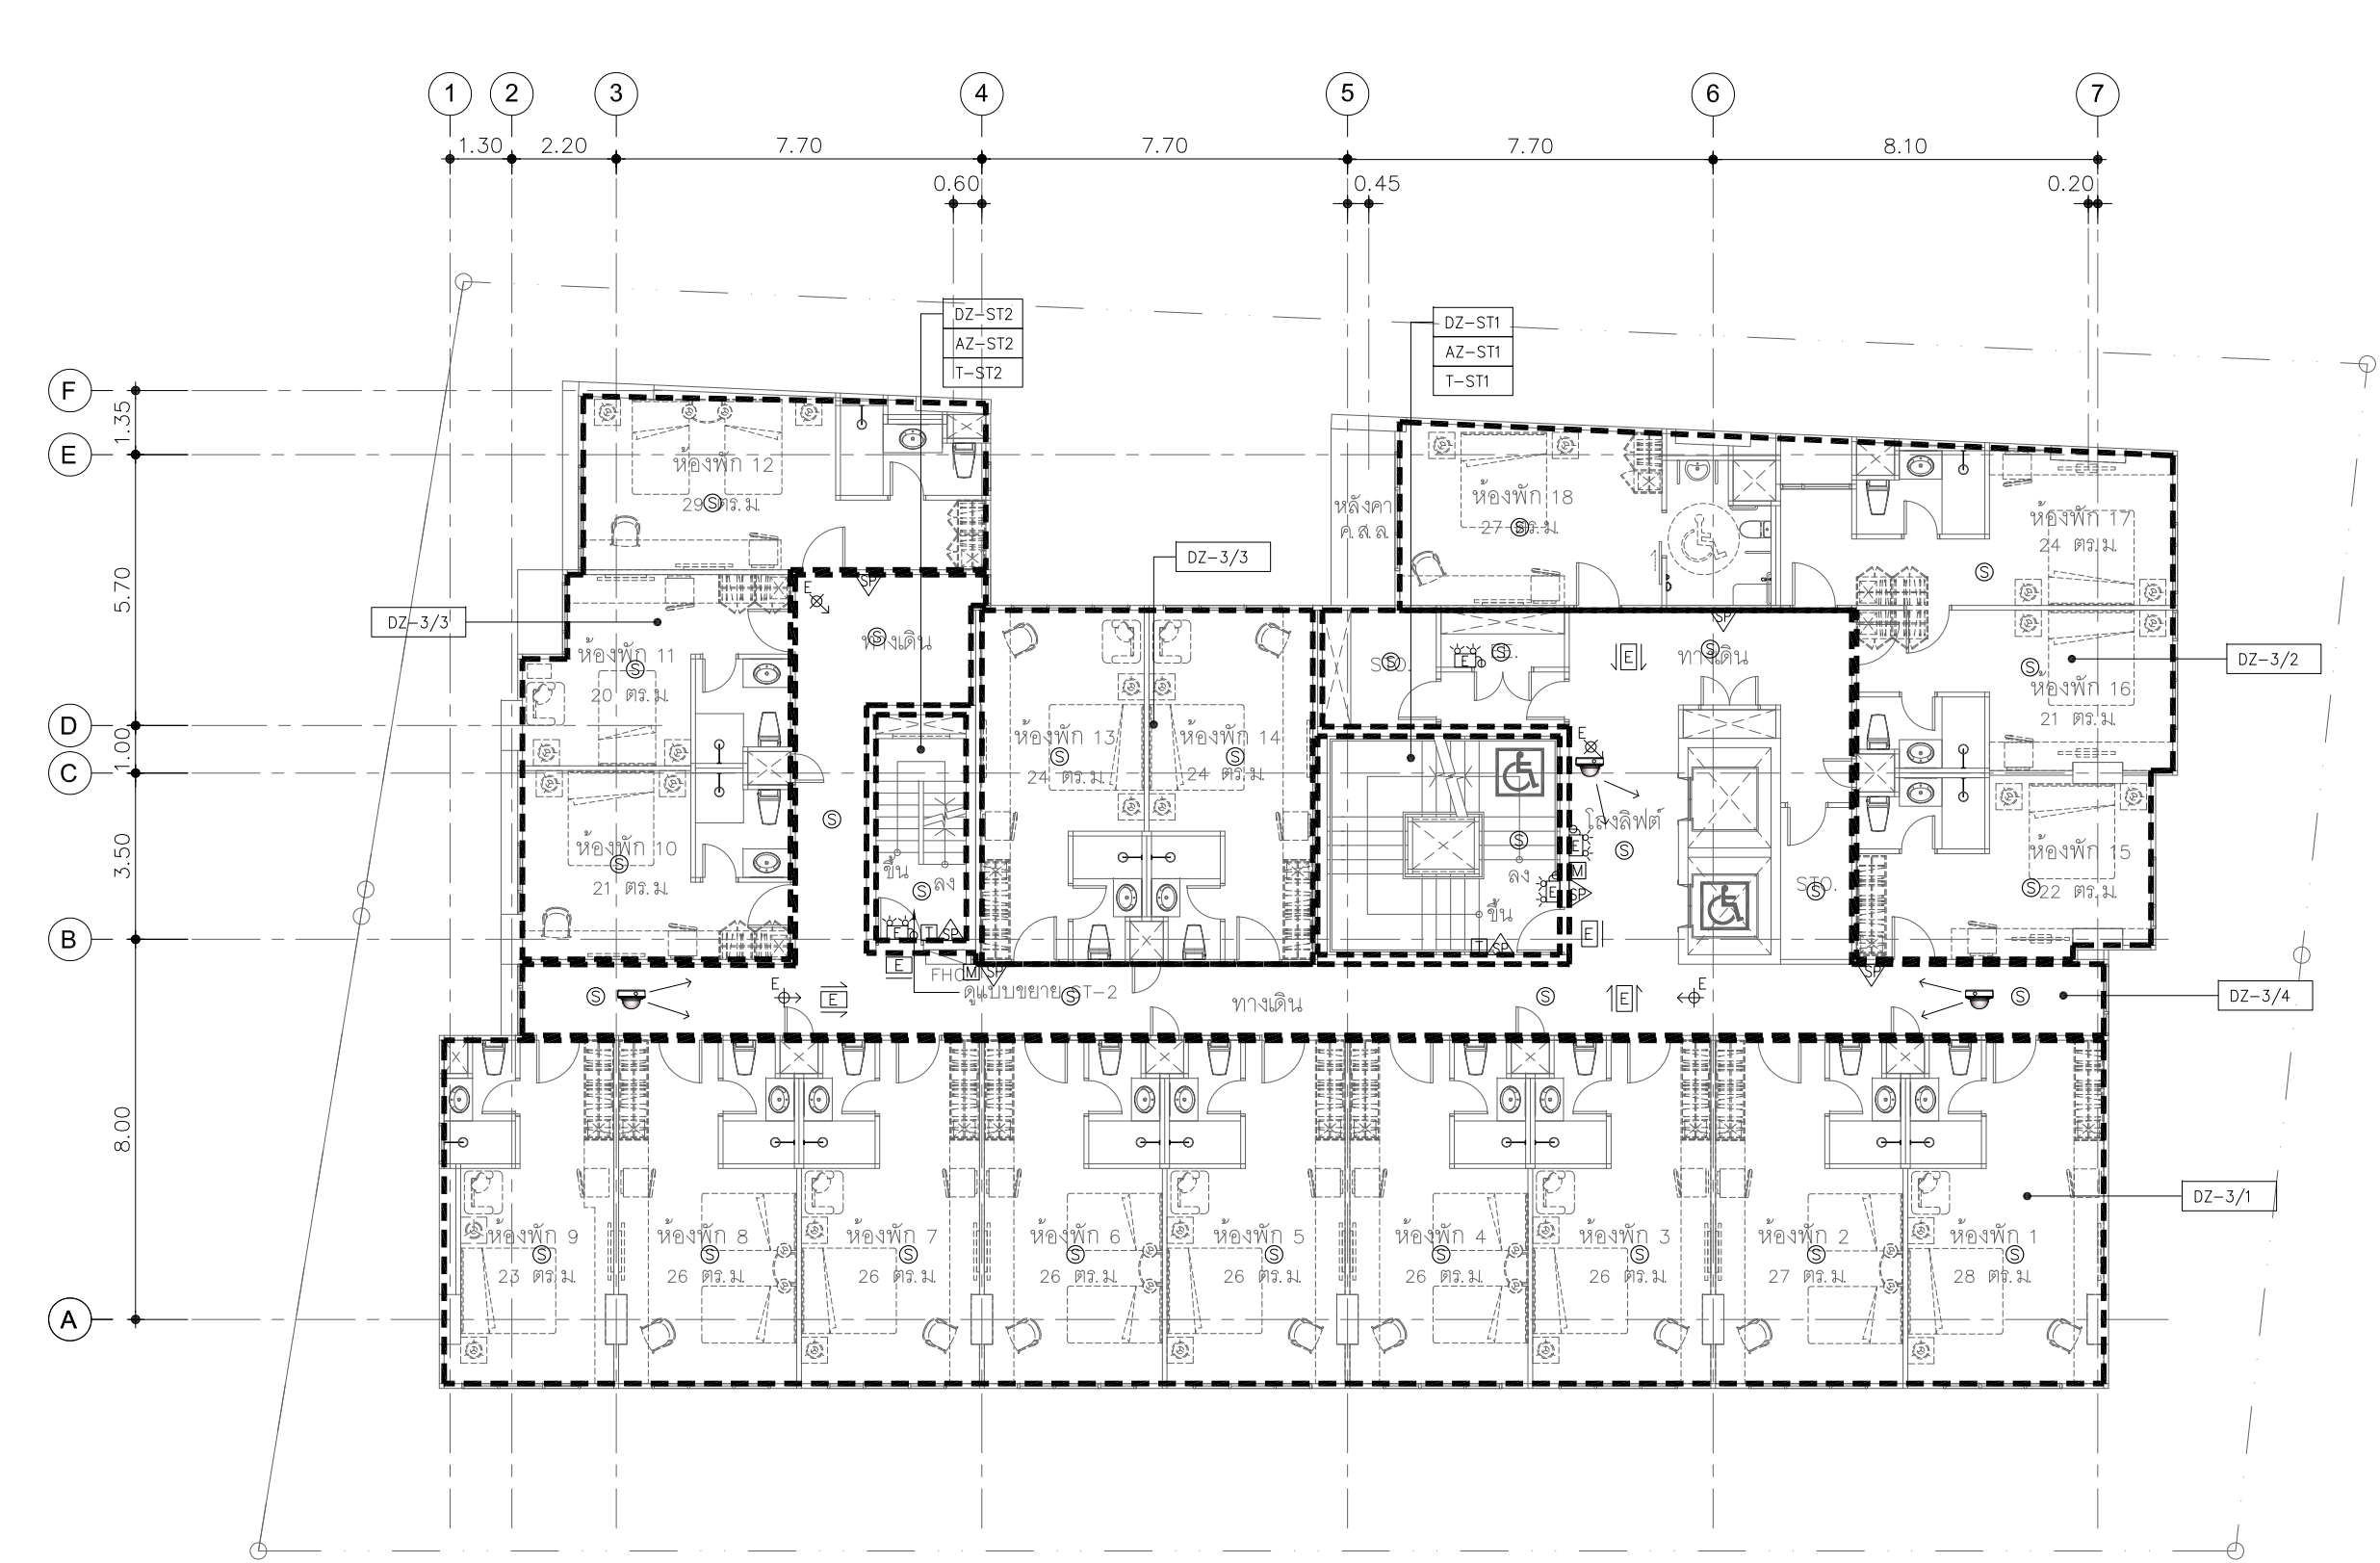 1 2 3 4 5 6 7
1.30 2.20 7.70 7.70 7.70 8.10
0.60 0.45 0.20
DZ-ST2
AZ-ST2
T-ST2
DZ-ST1
AZ-ST1
T-ST1
F
1.35
E
5.70
D
1.00
C
3.50
B
8.00
A
ห้องพัก 12
29 ตร.ม.
หลังคา
ค.ส.ล.
ห้องพัก 18
27 ตร.ม.
ห้องพัก 17
24 ตร.ม.
DZ-3/3
DZ-3/3
ห้องพัก 11
20 ตร.ม.
ทางเดิน
STO.
ทางเดิน
DZ-3/2
ห้องพัก 16
21 ตร.ม.
ห้องพัก 13
24 ตร.ม.
ห้องพัก 14
24 ตร.ม.
ห้องพัก 10
21 ตร.ม.
ขึ้น
ลง
โถงลิฟต์
ลง
ขึ้น
STO.
ห้องพัก 15
22 ตร.ม.
ดูแบบขยาย ST-2
ทางเดิน
DZ-3/4
DZ-3/1
ห้องพัก 9
23 ตร.ม.
ห้องพัก 8
26 ตร.ม.
ห้องพัก 7
26 ตร.ม.
ห้องพัก 6
26 ตร.ม.
ห้องพัก 5
26 ตร.ม.
ห้องพัก 4
26 ตร.ม.
ห้องพัก 3
26 ตร.ม.
ห้องพัก 2
27 ตร.ม.
ห้องพัก 1
28 ตร.ม.